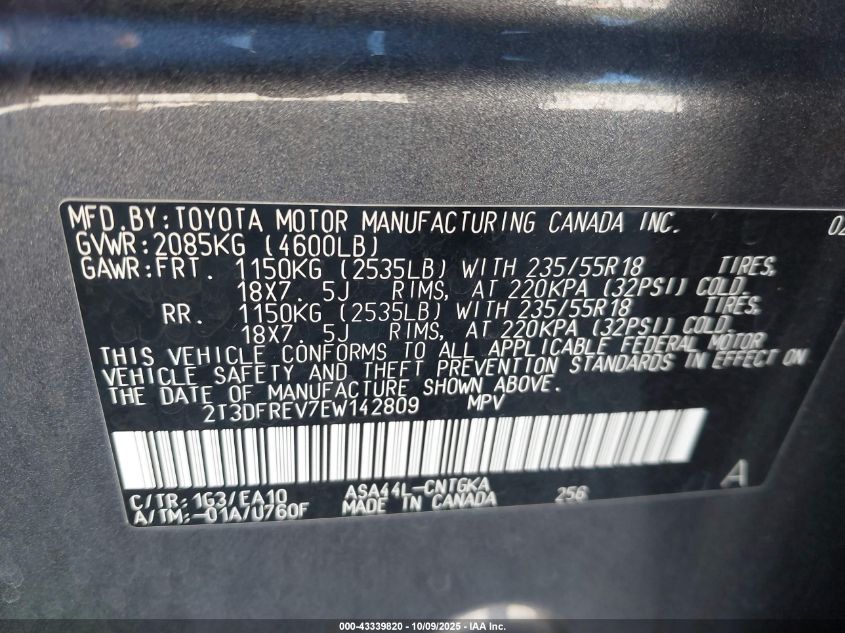 MFD. BY: TOYOTA MOTOR MANUFACTURING CANADA INC. 02
GVWR: 2085KG (4600LB)
GAWR: FRT. 1150KG (2535LB) WITH 235/55R18 TIRES,
18X7. 5J RIMS, AT 220KPA (32PSI) COLD.
RR. 1150KG (2535LB) WITH 235/55R18 TIRES,
18X7. 5J RIMS, AT 220KPA (32PSI) COLD.
THIS VEHICLE CONFORMS TO ALL APPLICABLE FEDERAL MOTOR
VEHICLE SAFETY AND THEFT PREVENTION STANDARDS IN EFFECT ON
THE DATE OF MANUFACTURE SHOWN ABOVE.
2T3DFREV7EW142809 MPV
A
C/TR: 1G3/EA10 ASA44L-CNTGKA 256
A/TM: -01A/U760F MADE IN CANADA
000-43339820 - 10/09/2025 - IAA Inc.